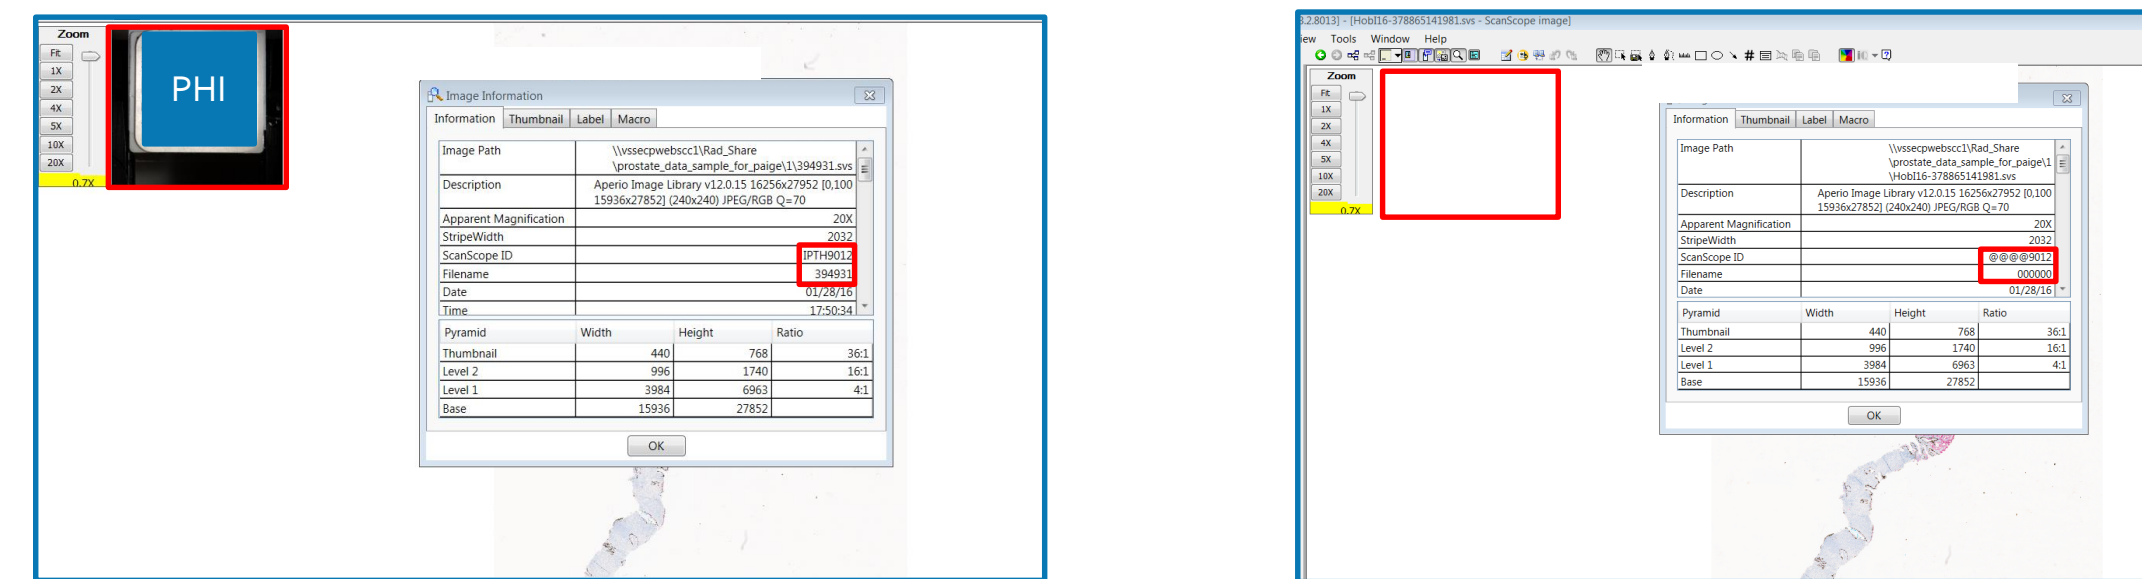 Zoom
Fit
1X
2X
4X
5X
10X
20X
0.7X
PHI
Image Information
Information Thumbnail Label Macro
Image Path \\vssecpwebscc1\Rad_Share
\prostate_data_sample_for_paige\1\394931.svs
Description Aperio Image Library v12.0.15 16256x27952 [0,100
15936x27852] (240x240) JPEG/RGB Q=70
Apparent Magnification 20X
StripeWidth 2032
ScanScope ID IPTH9012
Filename 394931
Date 01/28/16
Time 17:50:34
Pyramid Width Height Ratio
Thumbnail 440 768 36:1
Level 2 996 1740 16:1
Level 1 3984 6963 4:1
Base 15936 27852
OK
3.2.8013] - [HobI16-378865141981.svs - ScanScope image]
iew Tools Window Help
Zoom
Fit
1X
2X
4X
5X
10X
20X
0.7X
Information Thumbnail Label Macro
Image Path \\vssecpwebscc1\Rad_Share
\prostate_data_sample_for_paige\1
\HobI16-378865141981.svs
Description Aperio Image Library v12.0.15 16256x27952 [0,100
15936x27852] (240x240) JPEG/RGB Q=70
Apparent Magnification 20X
StripeWidth 2032
ScanScope ID @@@@9012
Filename 000000
Date 01/28/16
Pyramid Width Height Ratio
Thumbnail 440 768 36:1
Level 2 996 1740 16:1
Level 1 3984 6963 4:1
Base 15936 27852
OK